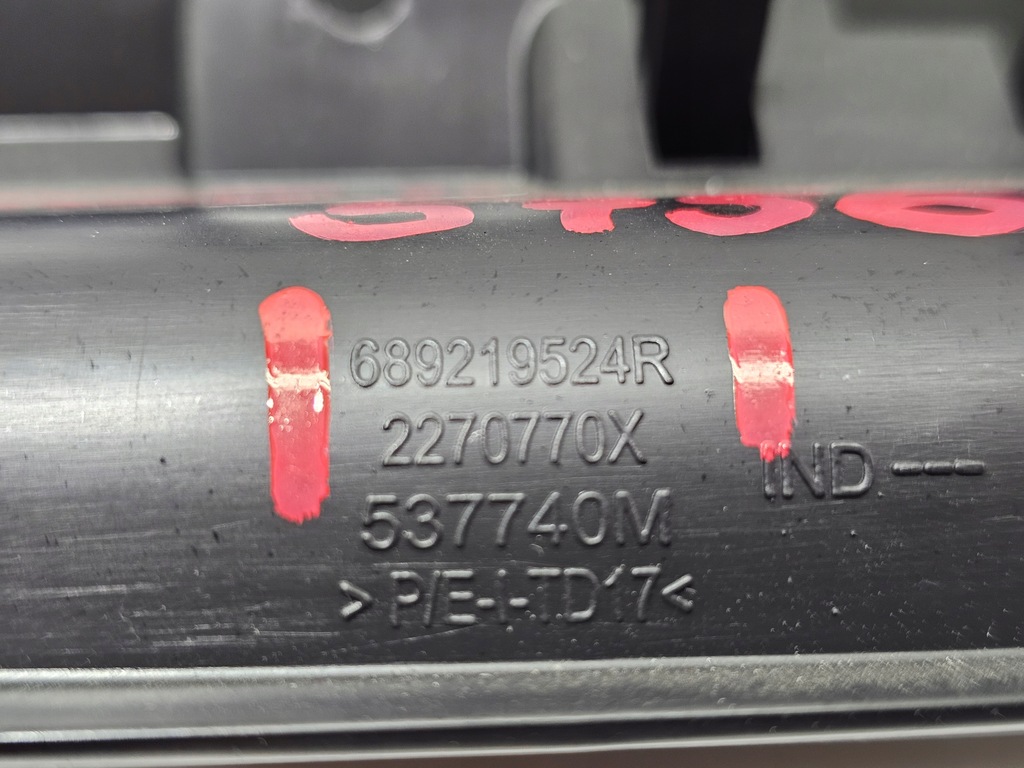 689219524R
2270770X
537740M
IND ---
> P/E-I-TD17 <